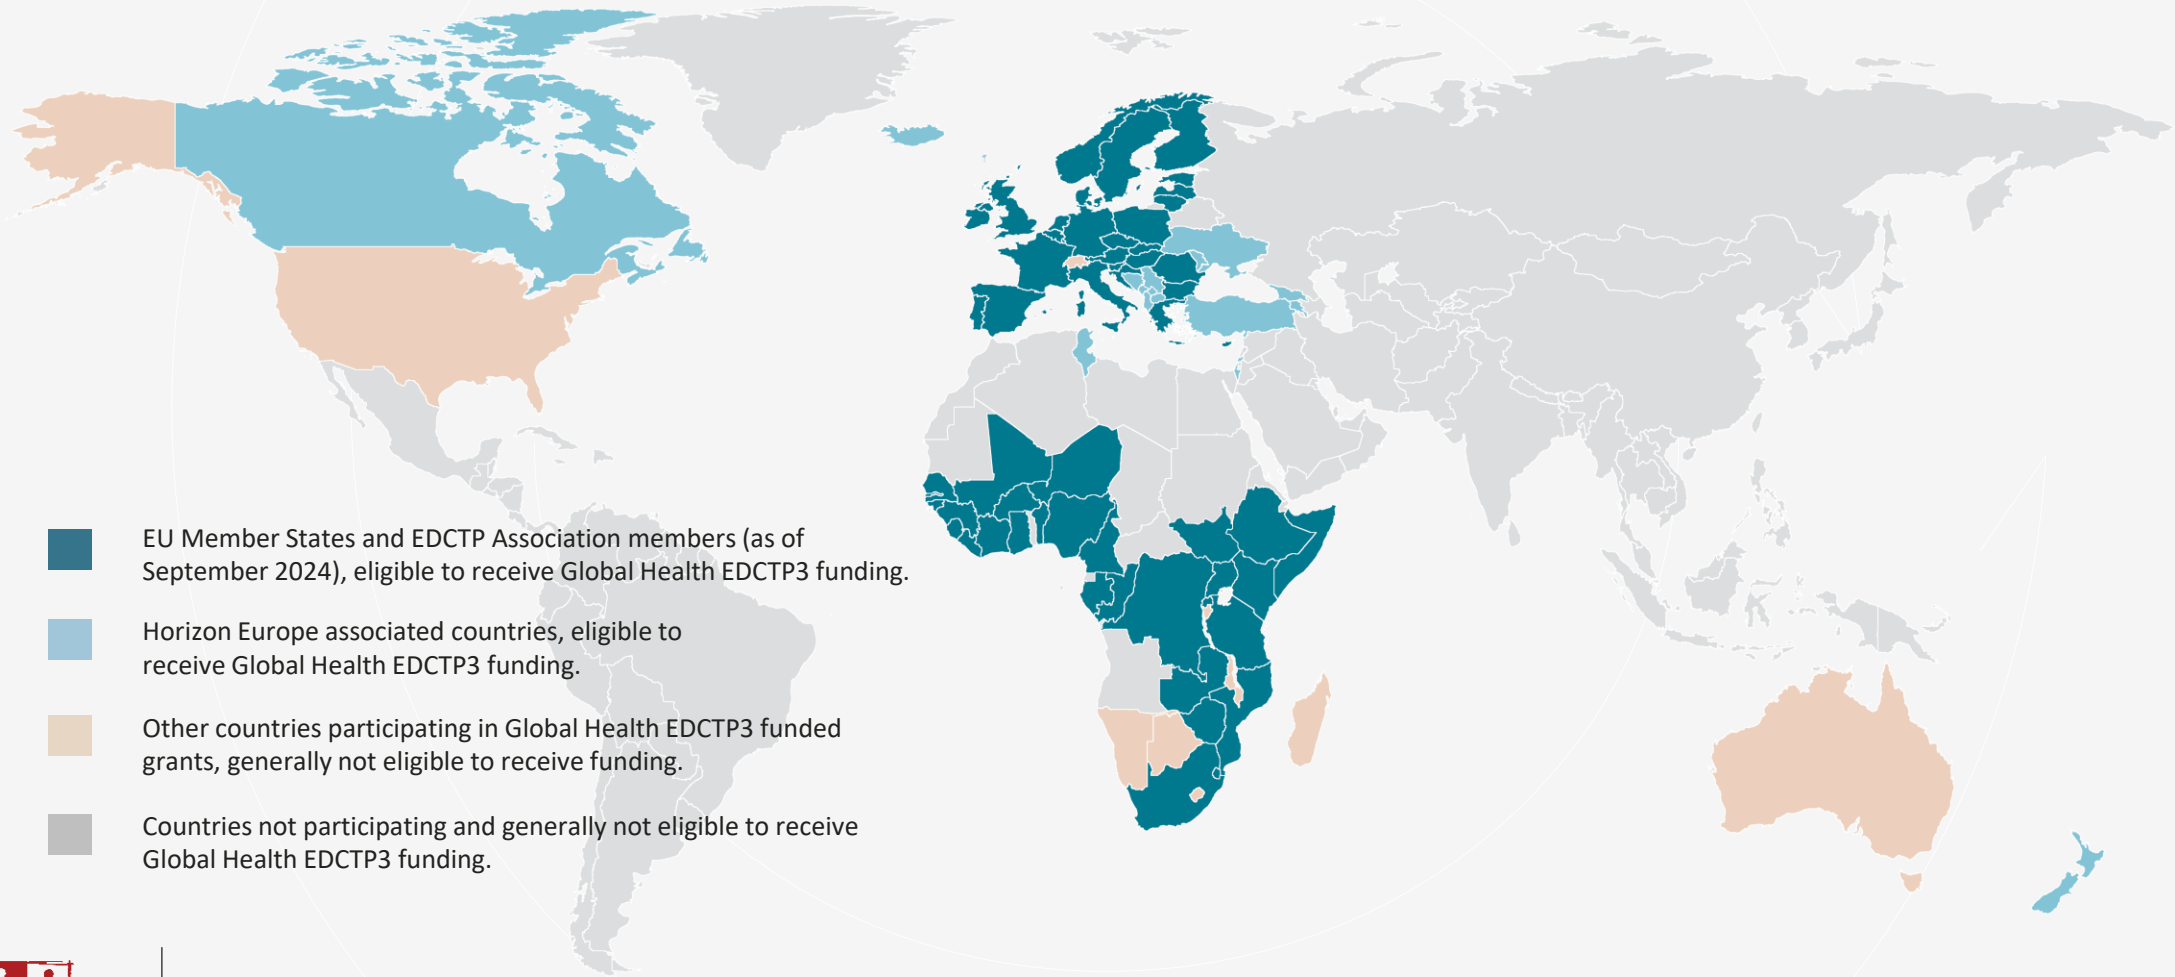 EU Member States and EDCTP Association members (as of
September 2024), eligible to receive Global Health EDCTP3 funding.
Horizon Europe associated countries, eligible to
receive Global Health EDCTP3 funding.
Other countries participating in Global Health EDCTP3 funded
grants, generally not eligible to receive funding.
Countries not participating and generally not eligible to receive
Global Health EDCTP3 funding.